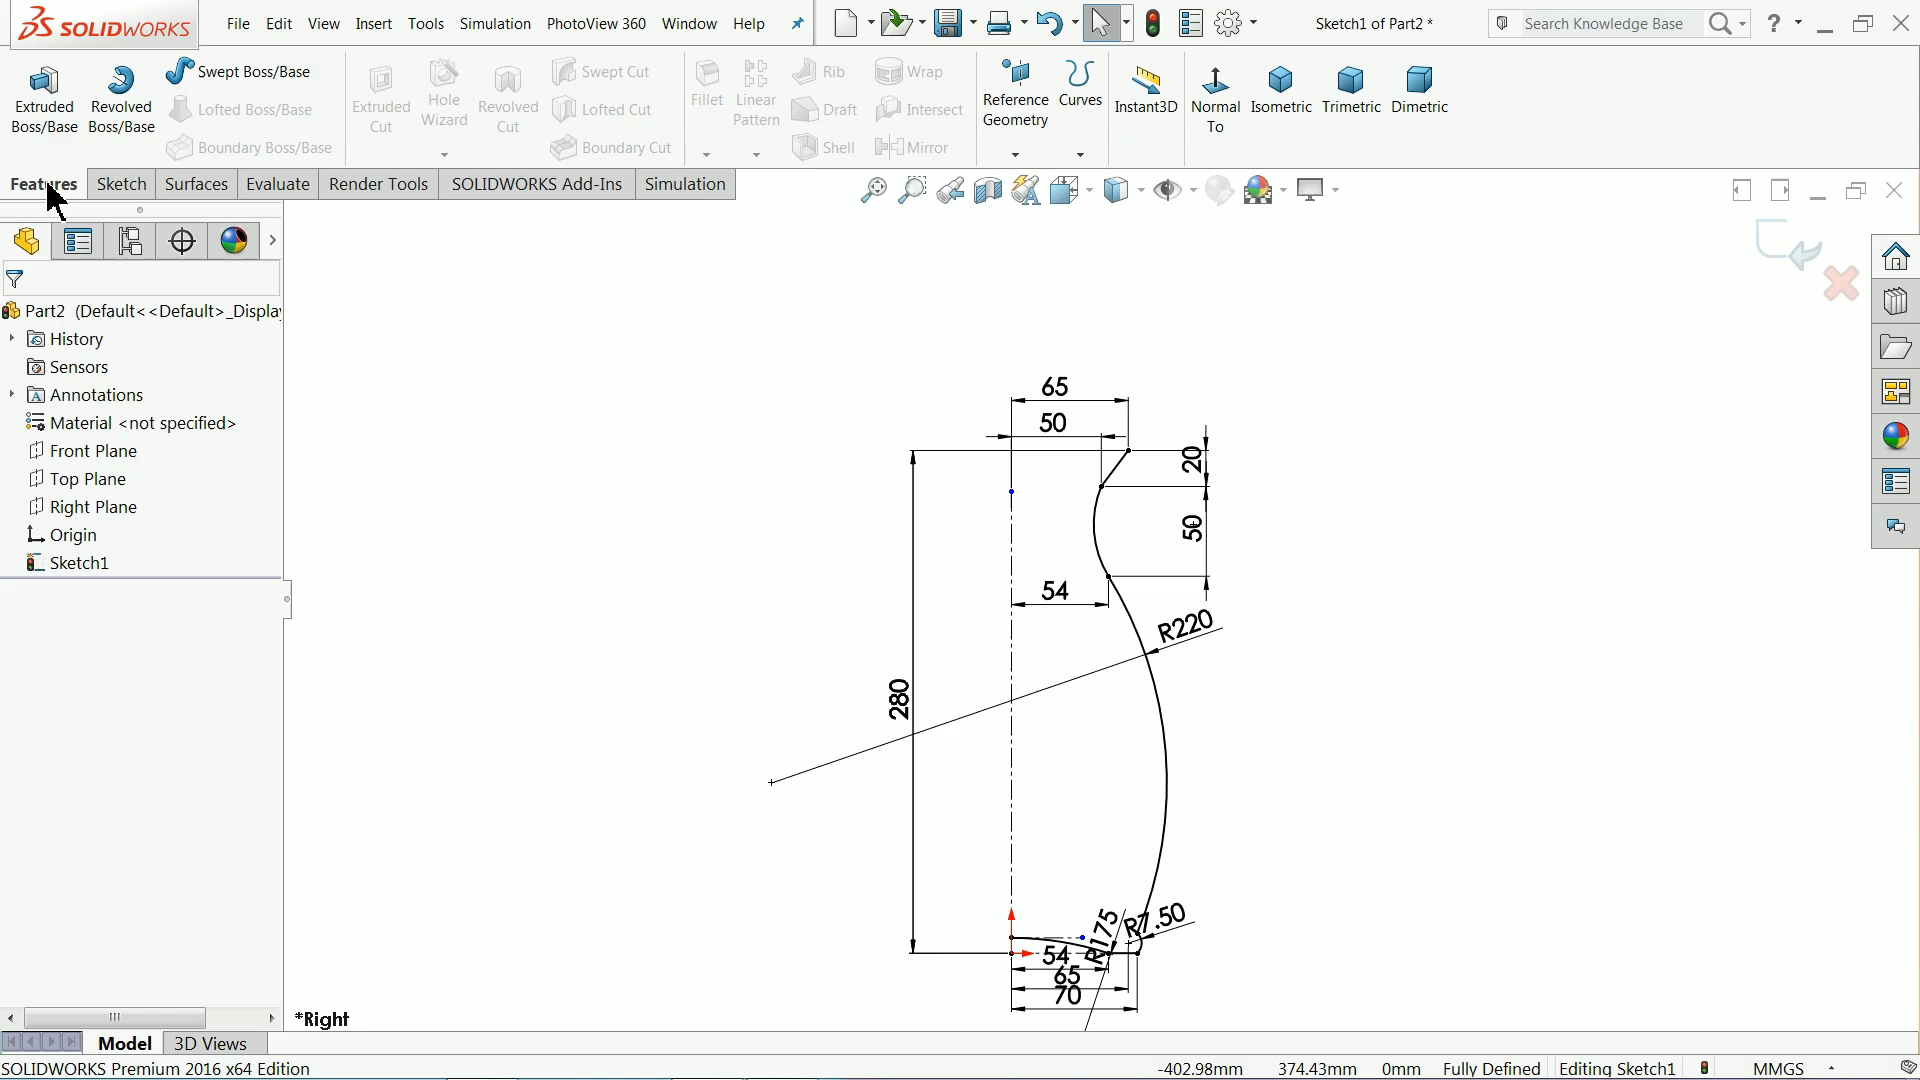 SOLIDWORKS File Edit View Insert Tools Simulation PhotoView 360 Window Help Sketch1 of Part2 * Search Knowledge Base ?
Extruded Boss/Base
Revolved Boss/Base
Swept Boss/Base
Lofted Boss/Base
Boundary Boss/Base
Extruded Cut
Hole Wizard
Revolved Cut
Swept Cut
Lofted Cut
Boundary Cut
Fillet
Linear Pattern
Rib
Draft
Shell
Wrap
Intersect
Mirror
Reference Geometry
Curves
Instant3D
Normal To
Isometric
Trimetric
Dimetric
Features Sketch Surfaces Evaluate Render Tools SOLIDWORKS Add-Ins Simulation
Part2 (Default<<Default>_Displa
History
Sensors
Annotations
Material <not specified>
Front Plane
Top Plane
Right Plane
Origin
Sketch1
65
50
20
50
54
R220
280
R7.50
R175
54
65
70
*Right
Model 3D Views
SOLIDWORKS Premium 2016 x64 Edition -402.98mm 374.43mm 0mm Fully Defined Editing Sketch1 MMGS